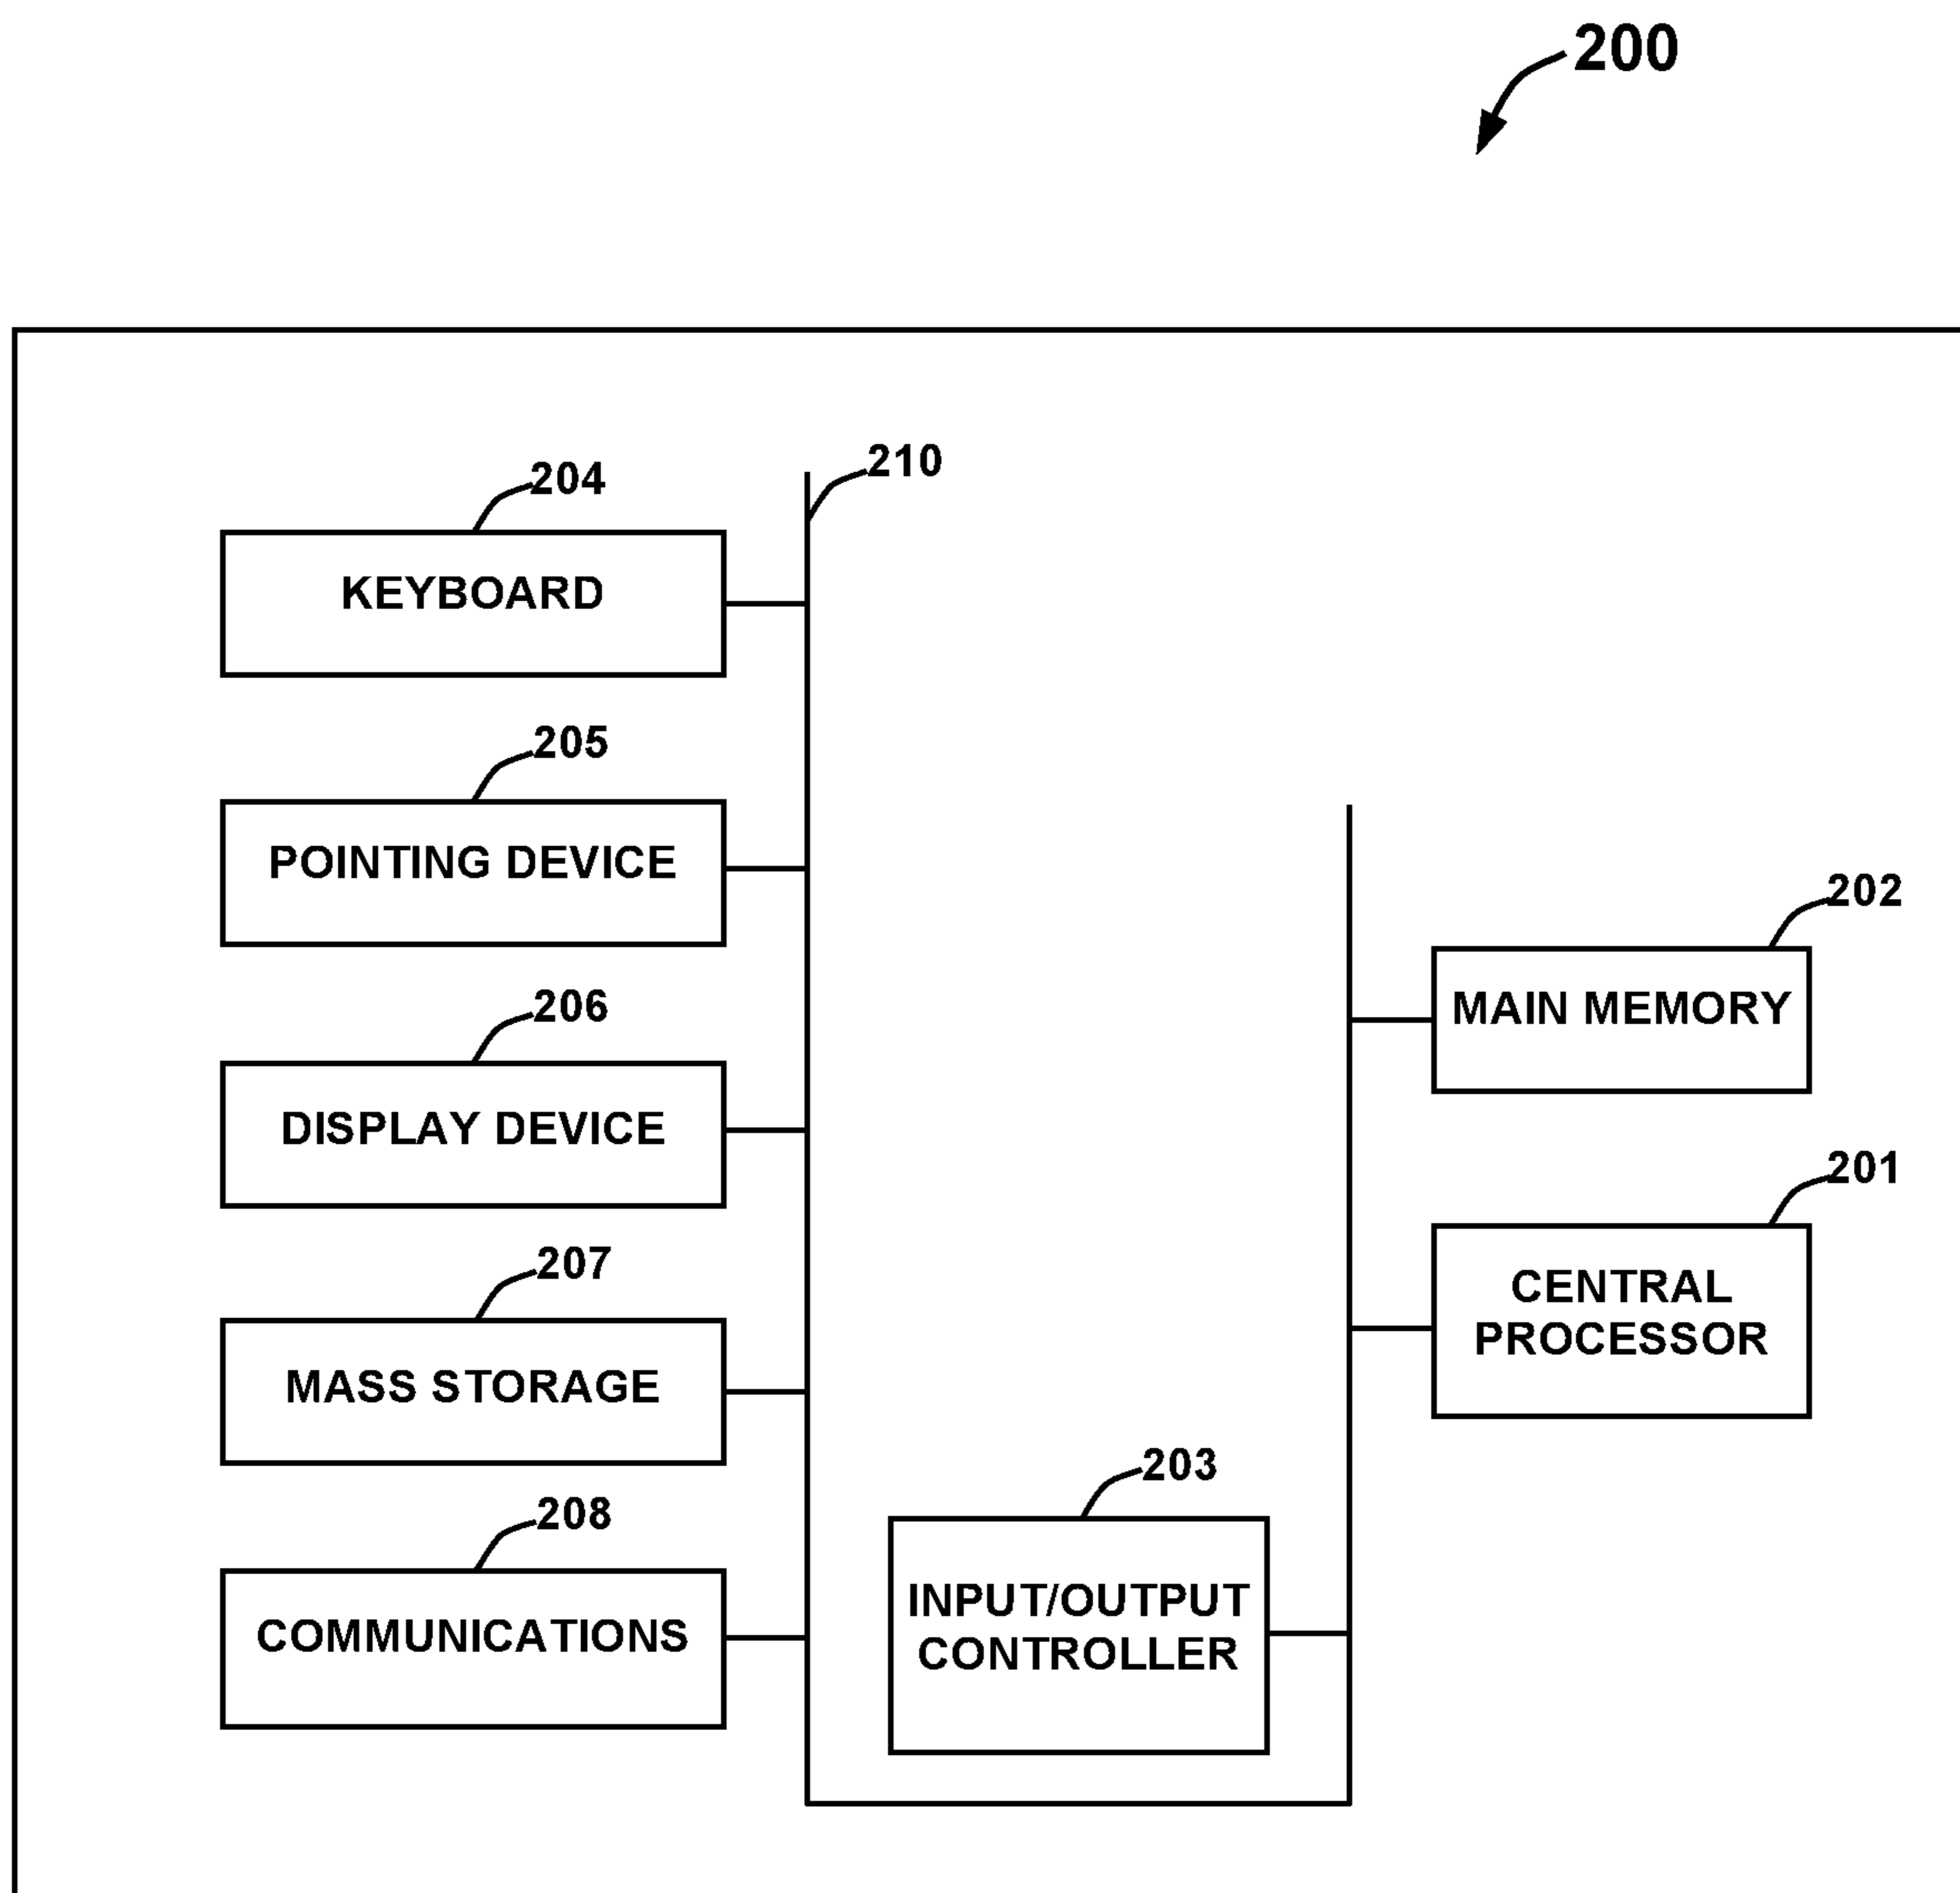 200
210
204
KEYBOARD
205
POINTING DEVICE
202
MAIN MEMORY
206
DISPLAY DEVICE
201
CENTRAL
PROCESSOR
207
MASS STORAGE
203
INPUT/OUTPUT
CONTROLLER
208
COMMUNICATIONS